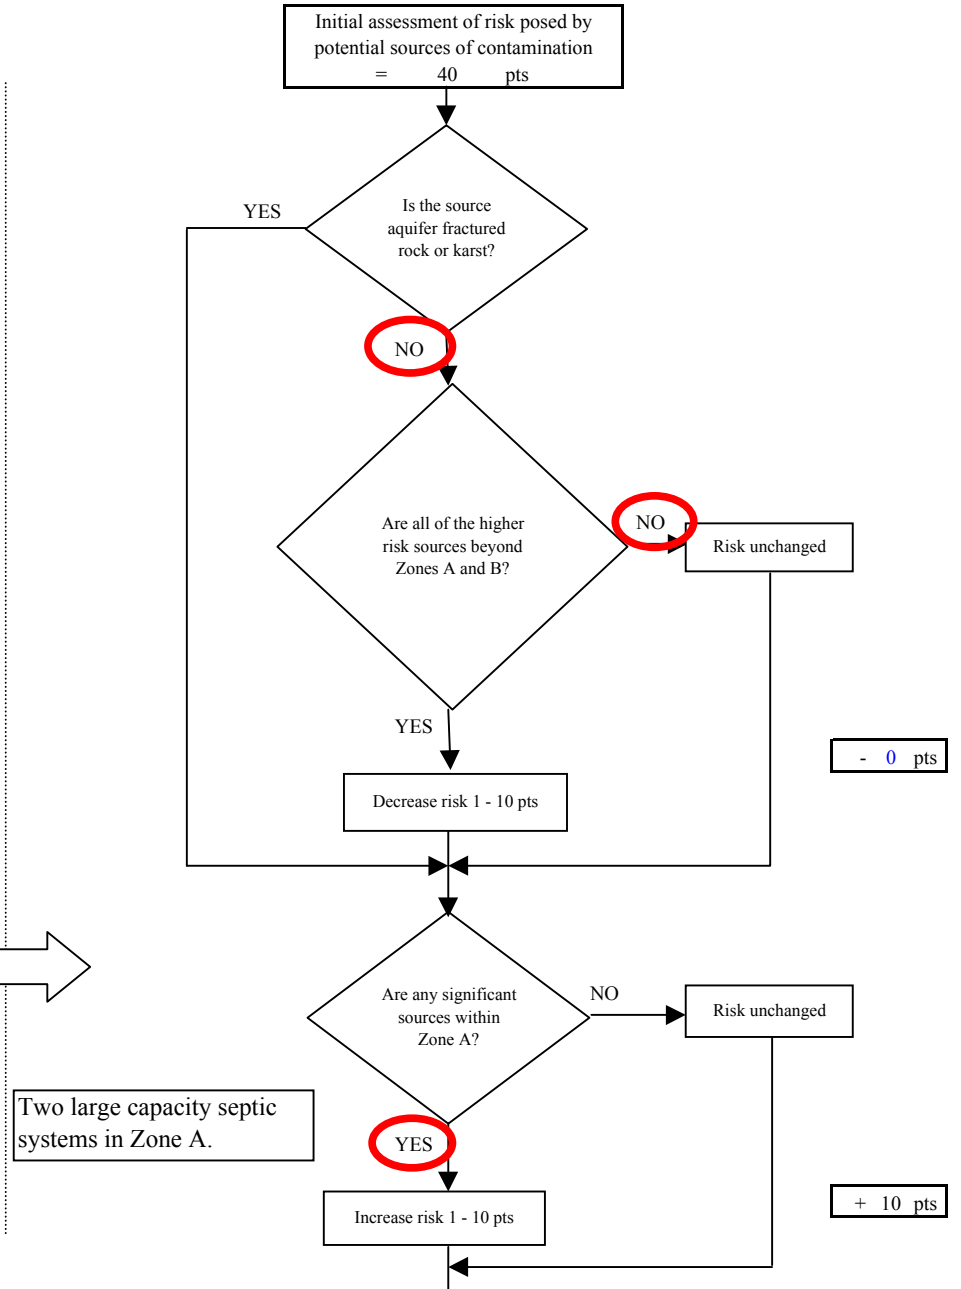 Initial assessment of risk posed by
potential sources of contamination
= 40 pts
YES
Is the source
aquifer fractured
rock or karst?
NO
Are all of the higher
risk sources beyond
Zones A and B?
NO
Risk unchanged
YES
- 0 pts
Decrease risk 1 - 10 pts
Are any significant
sources within
Zone A?
NO
Risk unchanged
Two large capacity septic
systems in Zone A.
YES
Increase risk 1 - 10 pts
+ 10 pts